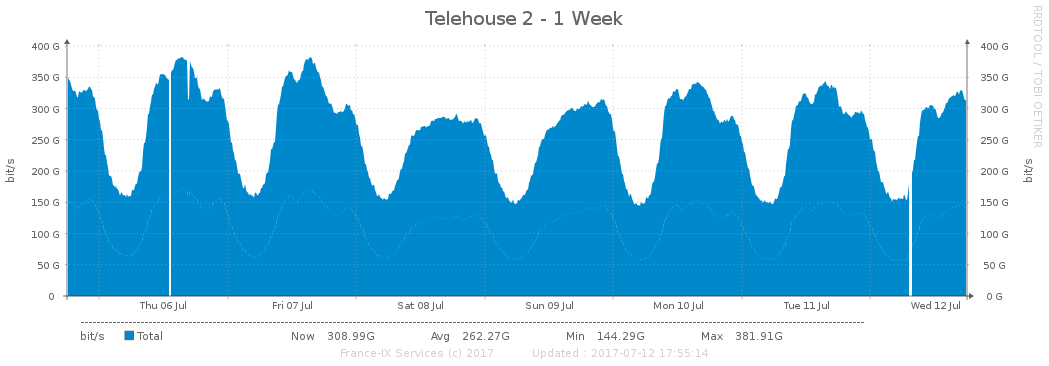 Telehouse 2 - 1 Week
RRDTOOL / TOBI OETIKER
400 G 400 G
350 G 350 G
300 G 300 G
250 G 250 G
200 G 200 G
150 G 150 G
100 G 100 G
50 G 50 G
0 0 G
bit/s bit/s
Thu 06 Jul Fri 07 Jul Sat 08 Jul Sun 09 Jul Mon 10 Jul Tue 11 Jul Wed 12 Jul
bit/s Total Now 308.99G Avg 262.27G Min 144.29G Max 381.91G
France-IX Services (c) 2017 Updated : 2017-07-12 17:55:14